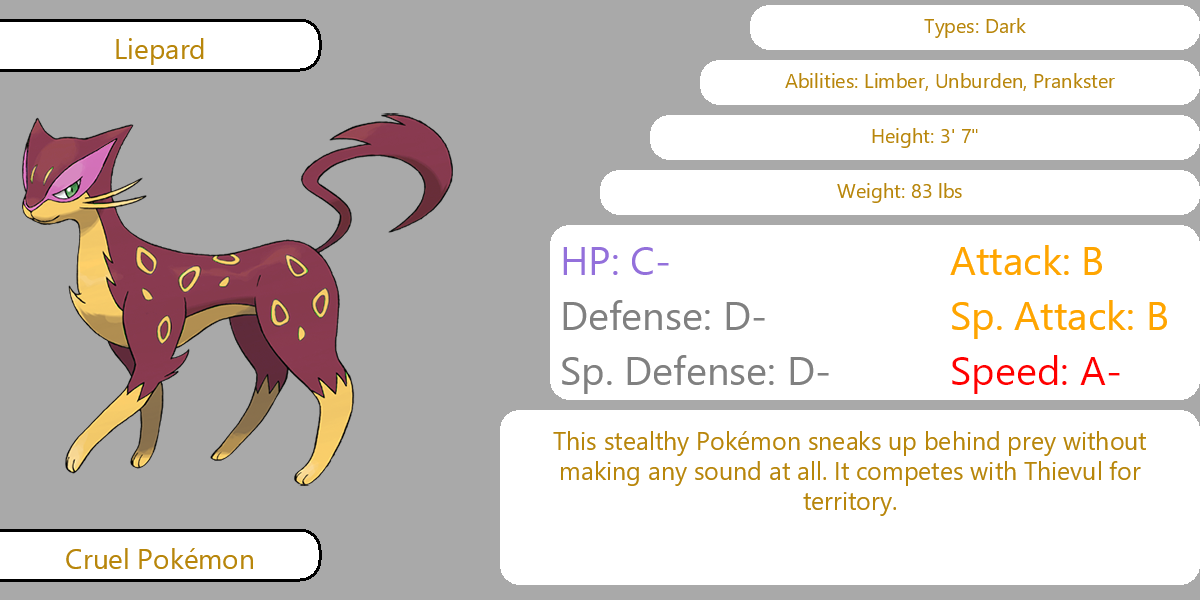 Liepard
Types: Dark
Abilities: Limber, Unburden, Prankster
Height: 3' 7"
Weight: 83 lbs
HP: C-
Attack: B
Defense: D-
Sp. Attack: B
Sp. Defense: D-
Speed: A-
This stealthy Pokémon sneaks up behind prey without
making any sound at all. It competes with Thievul for
territory.
Cruel Pokémon